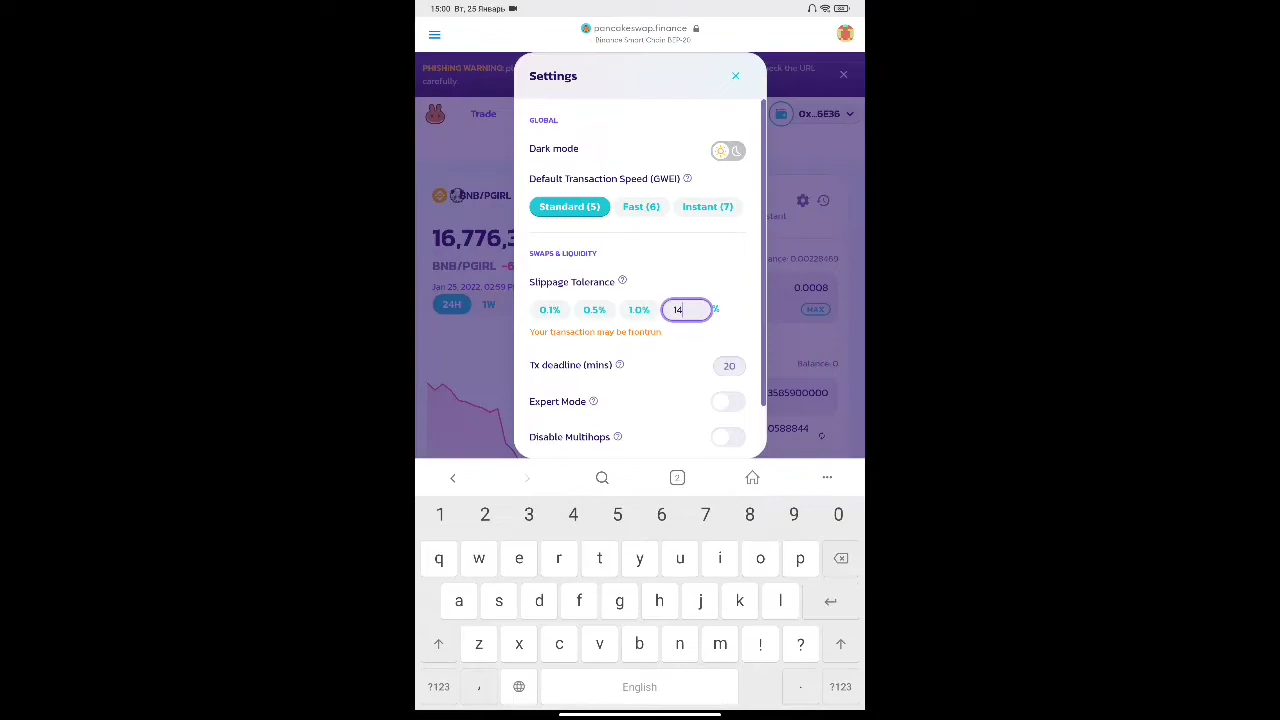 15:00 Вт, 25 Январь
pancakeswap.finance
Binance Smart Chain BEP-20
PHISHING WARNING:
eck the URL
carefully.
Settings
Trade
0x...6E36
GLOBAL
Dark mode
Default Transaction Speed (GWEI)
BNB/PGIRL
Standard (5)
Fast (6)
Instant (7)
16,776,3
SWAPS & LIQUIDITY
ance: 0.00228469
BNB/PGIRL
Slippage Tolerance
Jan 25, 2022, 02:59 P
0.0008
24H
1W
0.1%
0.5%
1.0%
14
%
MAX
Your transaction may be frontrun
Tx deadline (mins)
20
Balance: 0
3585900000
Expert Mode
0588844
Disable Multihops
2
1 2 3 4 5 6 7 8 9 0
q w e r t y u i o p
a s d f g h j k l
z x c v b n m ! ?
?123 , English . ?123